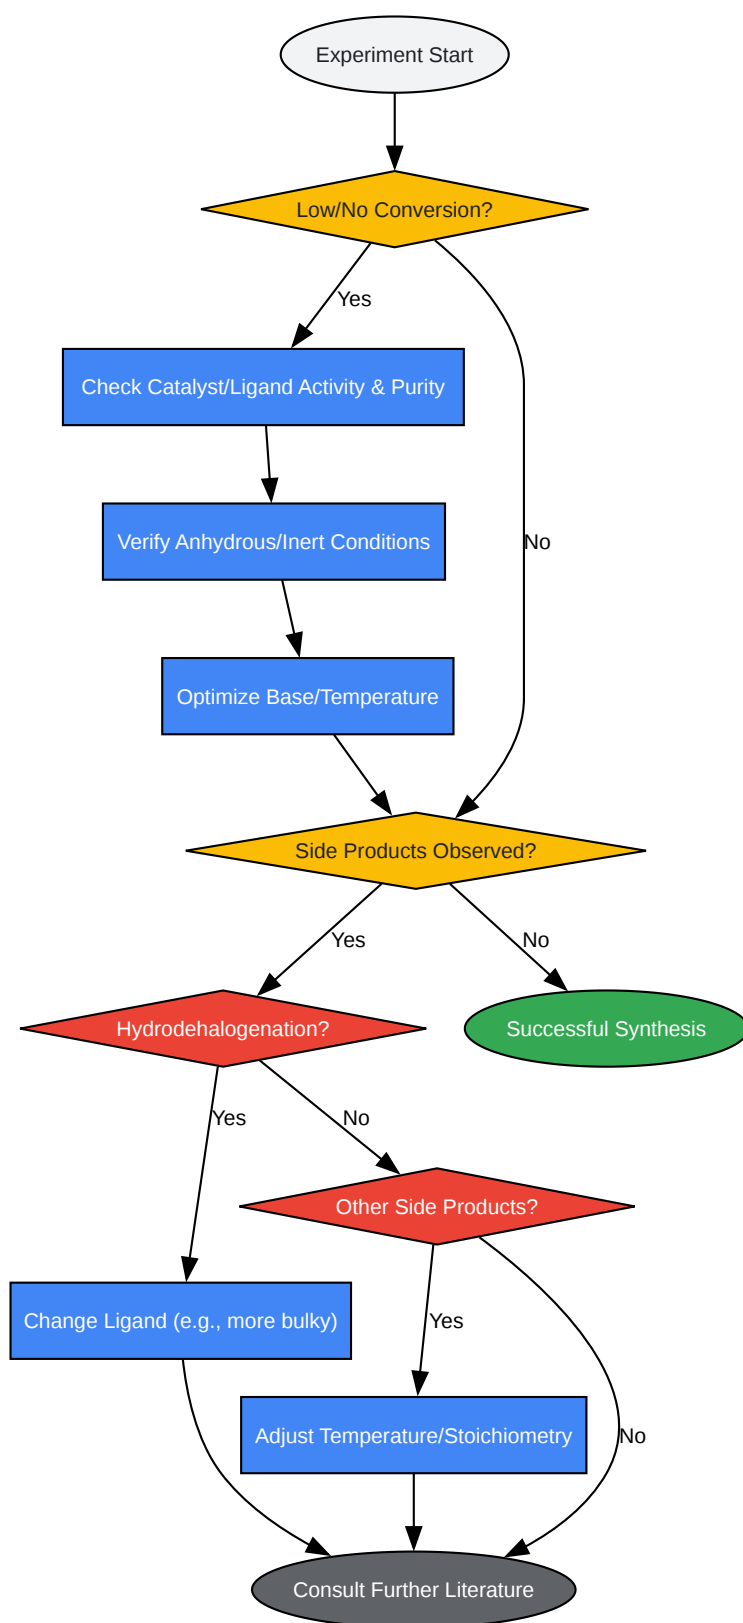 Experiment Start
Low/No Conversion?
Yes
Check Catalyst/Ligand Activity & Purity
Verify Anhydrous/Inert Conditions
No
Optimize Base/Temperature
Side Products Observed?
Yes
No
Hydrodehalogenation?
Successful Synthesis
Yes
No
Other Side Products?
Change Ligand (e.g., more bulky)
Yes
Adjust Temperature/Stoichiometry
No
Consult Further Literature